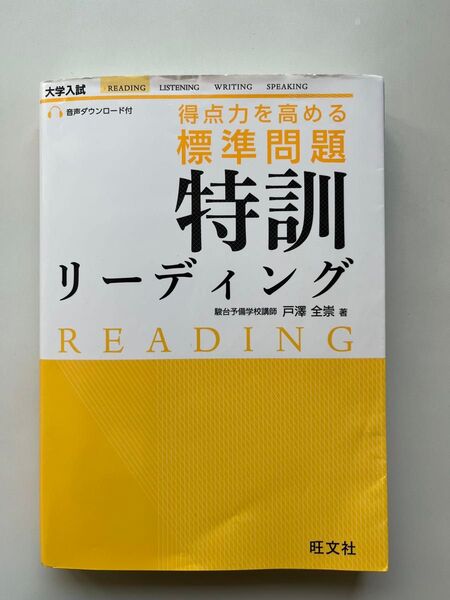 大学入試 READING LISTENING WRITING SPEAKING
音声ダウンロード付
得点力を高める
標準問題
特訓
リーディング
駿台予備学校講師 戸澤 全崇 著
READING
旺文社